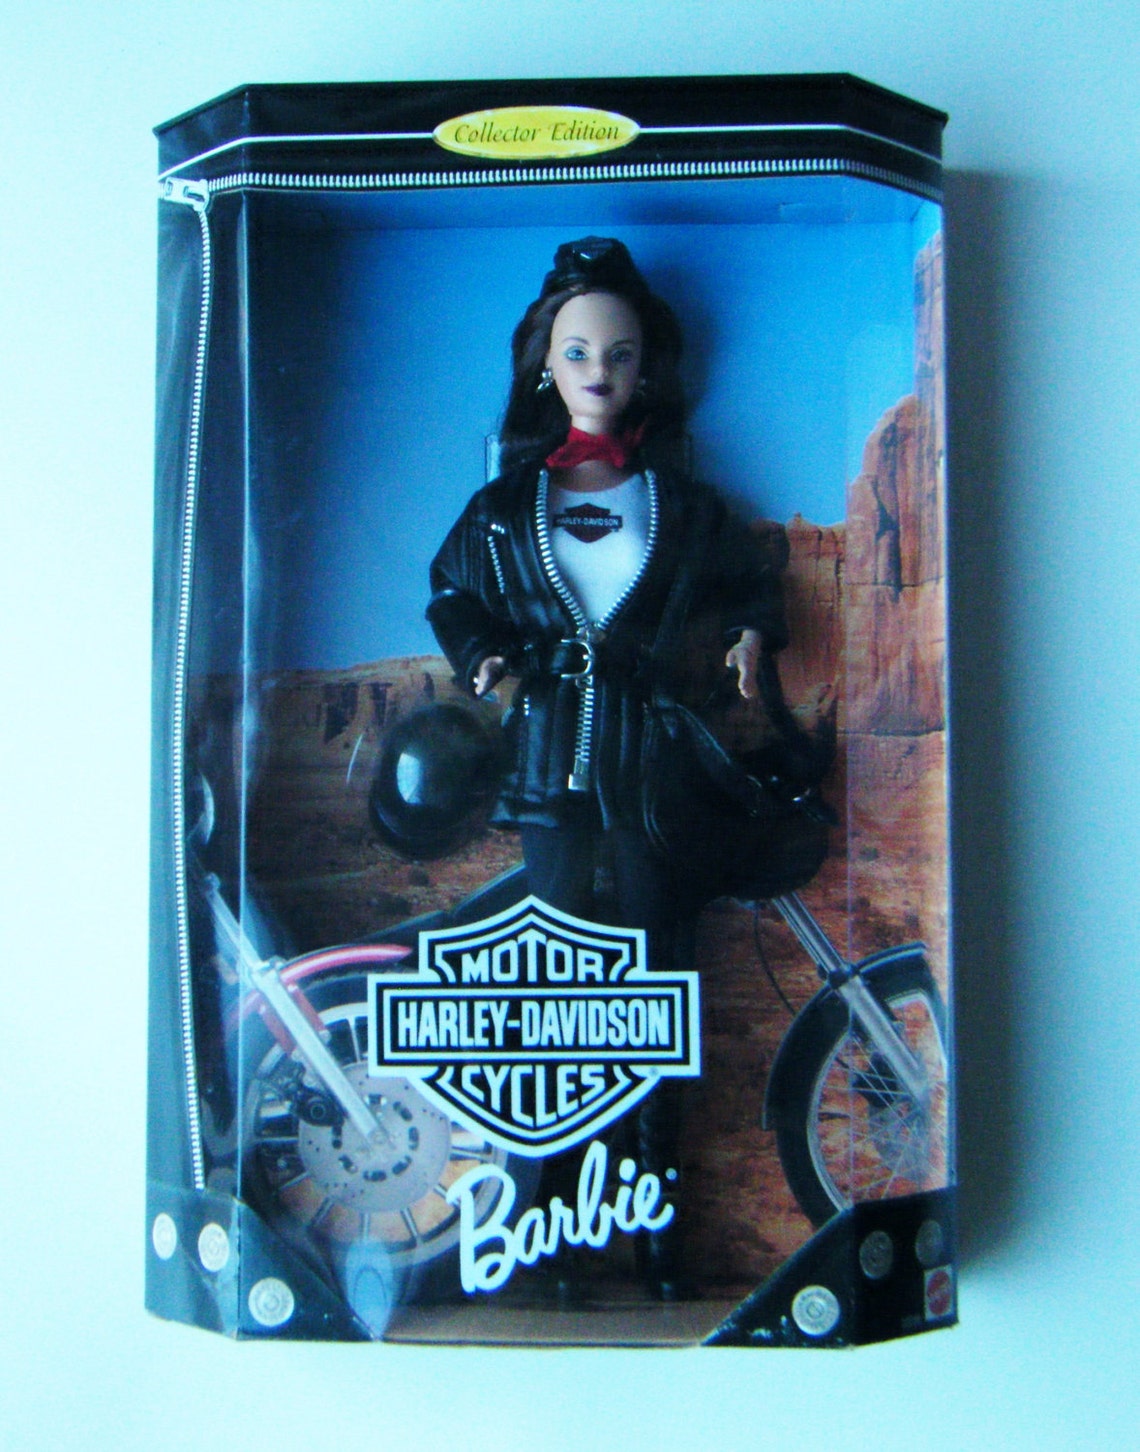 Collector Edition
HARLEY-DAVIDSON
MOTOR
HARLEY-DAVIDSON
CYCLES
Barbie